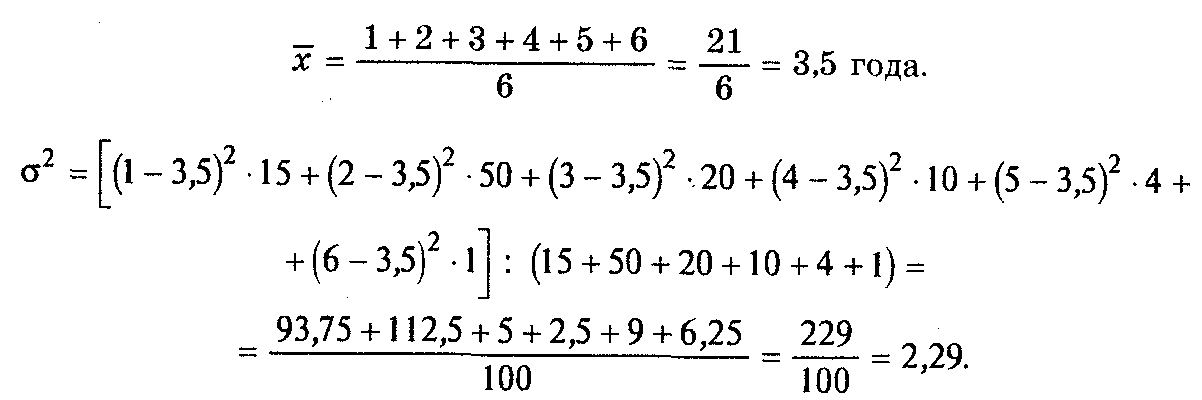 x̄ = (1 + 2 + 3 + 4 + 5 + 6) / 6 = 21 / 6 = 3,5 года.
σ² = [(1 – 3,5)² · 15 + (2 – 3,5)² · 50 + (3 – 3,5)² · 20 + (4 – 3,5)² · 10 + (5 – 3,5)² · 4 +
+ (6 – 3,5)² · 1] : (15 + 50 + 20 + 10 + 4 + 1) =
= (93,75 + 112,5 + 5 + 2,5 + 9 + 6,25) / 100 = 229 / 100 = 2,29.